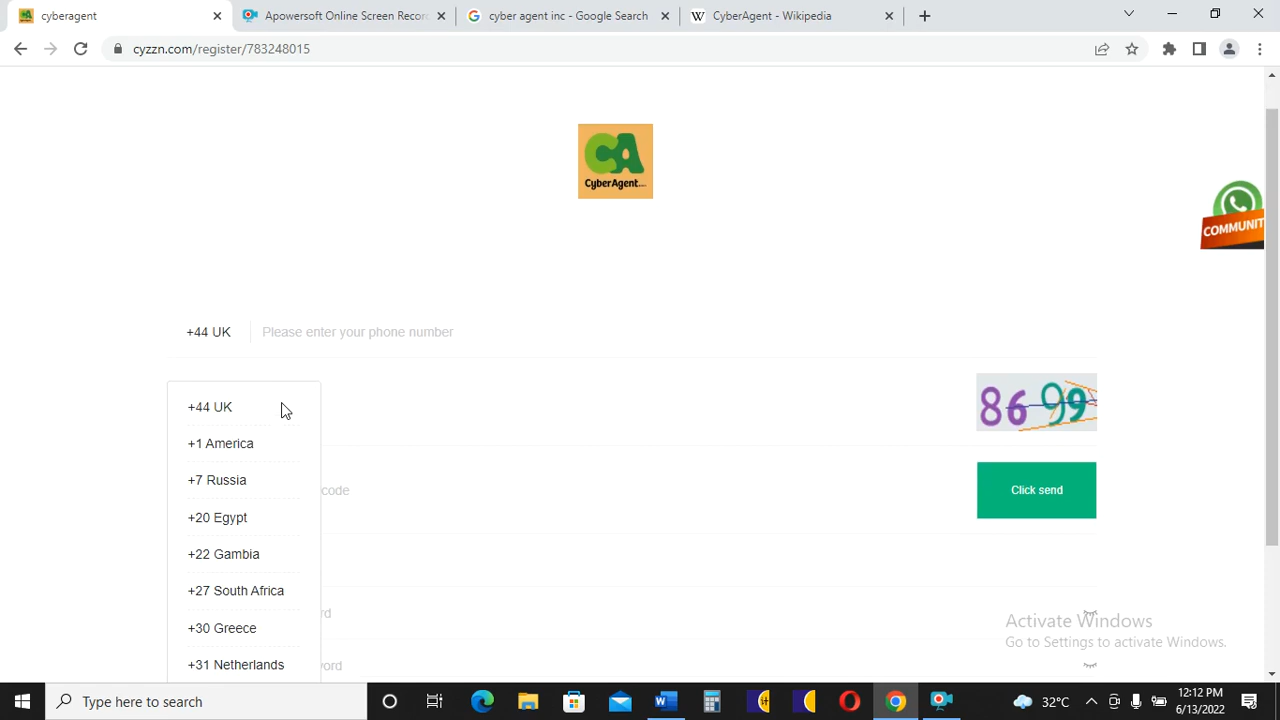 cyberagent
Apowersoft Online Screen Recor
cyber agent inc - Google Search
CyberAgent - Wikipedia
cyzzn.com/register/783248015
CA
CyberAgent
COMMUNIT
+44 UK
Please enter your phone number
+44 UK
8699
+1 America
+7 Russia
code
Click send
+20 Egypt
+22 Gambia
+27 South Africa
rd
+30 Greece
Activate Windows
Go to Settings to activate Windows.
+31 Netherlands
word
Type here to search
32°C
12:12 PM
6/13/2022